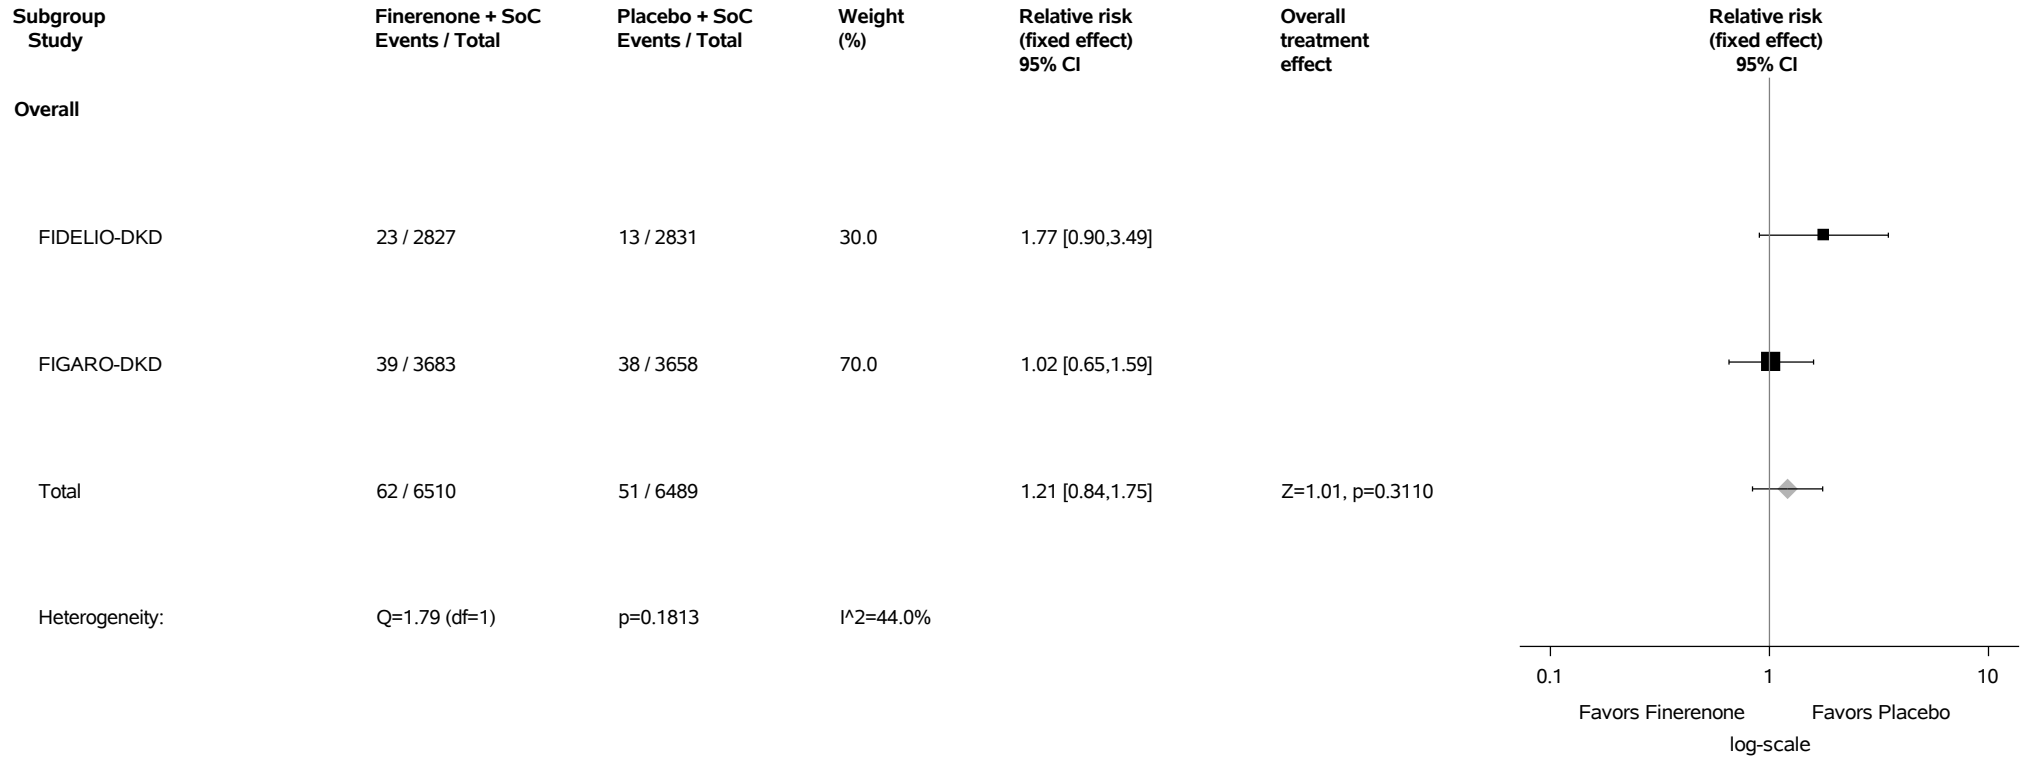 Subgroup Finerenone + SoC Placebo + SoC Weight Relative risk Overall Relative risk
Study Events / Total Events / Total (%) (fixed effect) treatment (fixed effect)
95% CI effect 95% CI
Overall
FIDELIO-DKD 23 / 2827 13 / 2831 30.0 1.77 [0.90,3.49]
FIGARO-DKD 39 / 3683 38 / 3658 70.0 1.02 [0.65,1.59]
Total 62 / 6510 51 / 6489 1.21 [0.84,1.75] Z=1.01, p=0.3110
Heterogeneity: Q=1.79 (df=1) p=0.1813 I^2=44.0%
0.1 1 10
Favors Finerenone Favors Placebo
log-scale